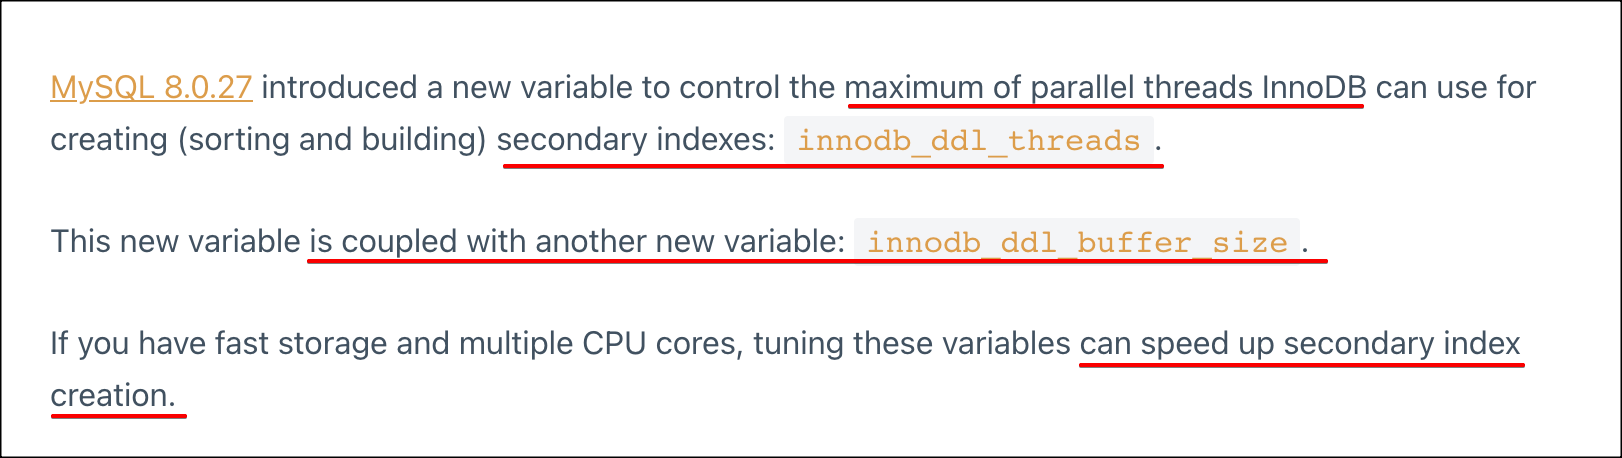 MySQL 8.0.27 introduced a new variable to control the maximum of parallel threads InnoDB can use for
creating (sorting and building) secondary indexes: innodb_ddl_threads.
This new variable is coupled with another new variable: innodb_ddl_buffer_size.
If you have fast storage and multiple CPU cores, tuning these variables can speed up secondary index
creation.